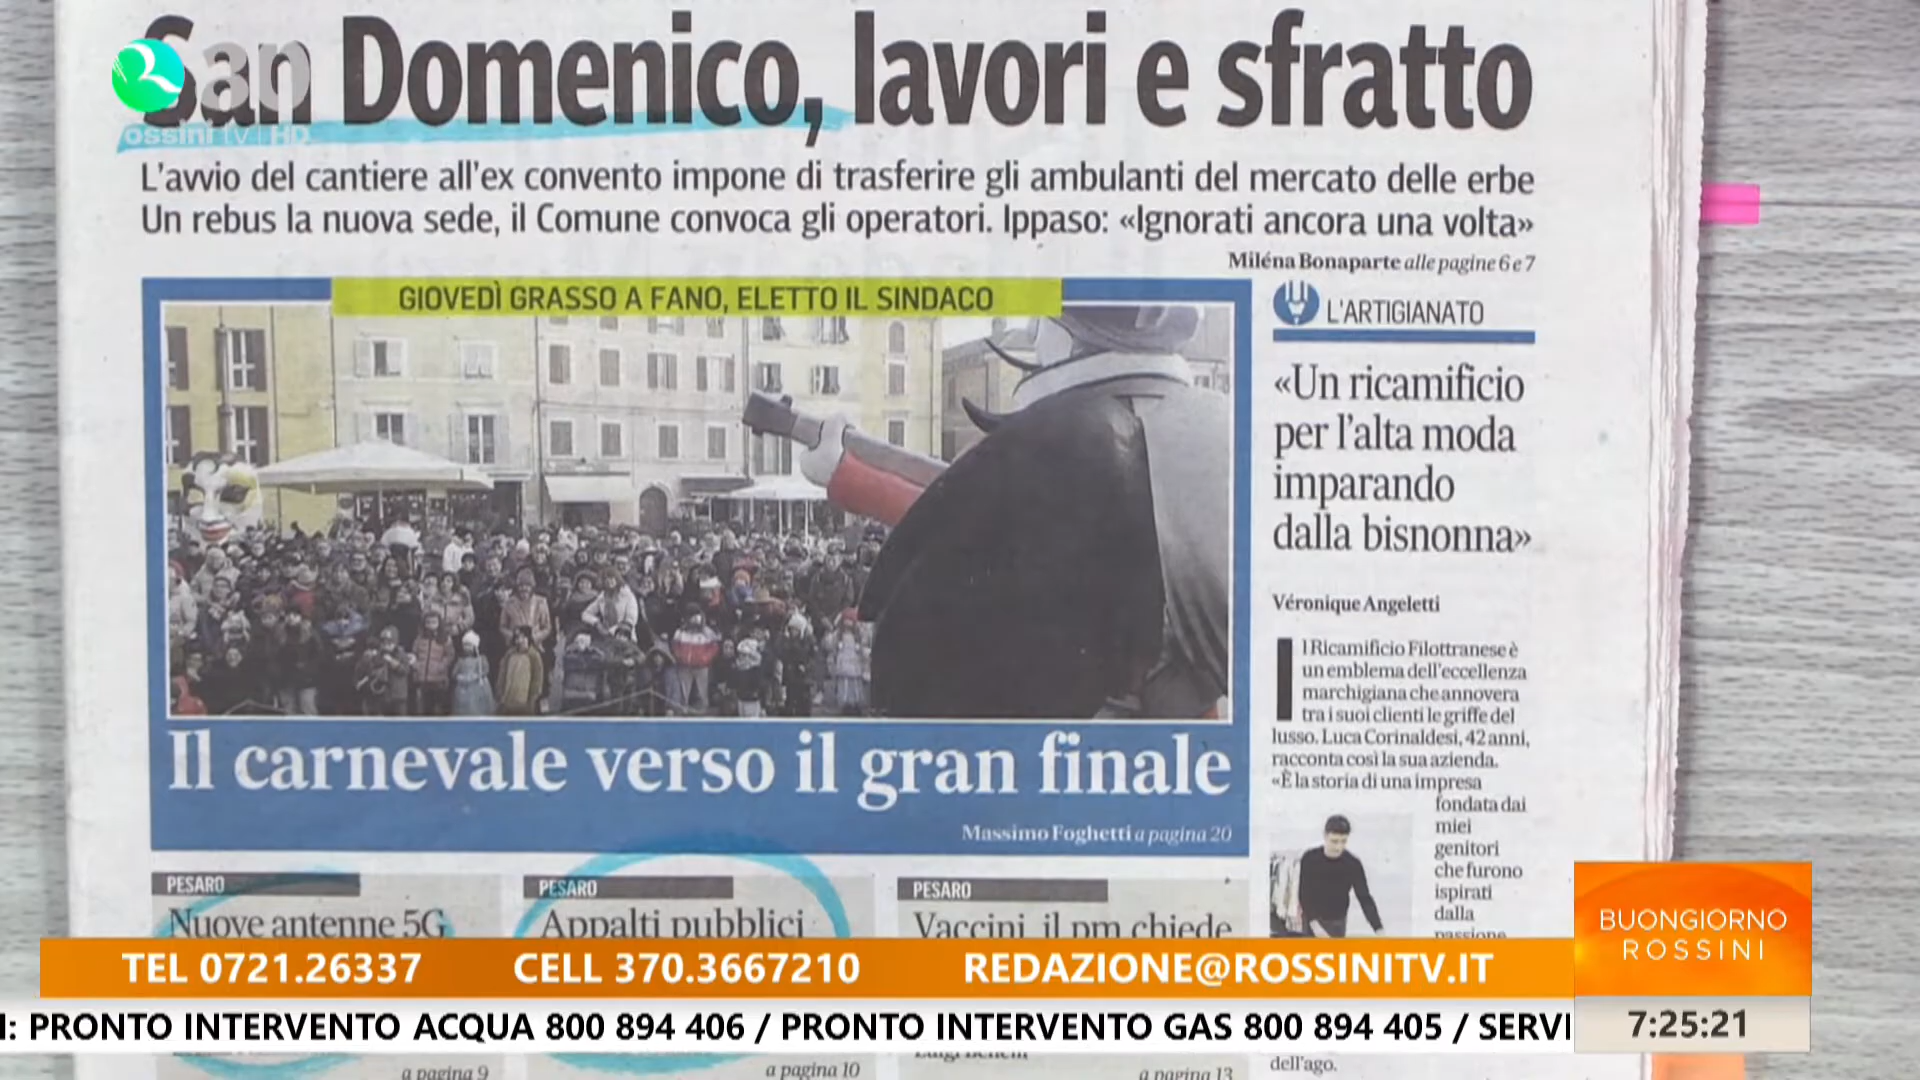 San Domenico, lavori e sfratto
ossini TV HD
L'avvio del cantiere all'ex convento impone di trasferire gli ambulanti del mercato delle erbe
Un rebus la nuova sede, il Comune convoca gli operatori. Ippaso: «Ignorati ancora una volta»
Miléna Bonaparte alle pagine 6 e 7
GIOVEDÌ GRASSO A FANO, ELETTO IL SINDACO
Il carnevale verso il gran finale
Massimo Foghetti a pagina 20
L'ARTIGIANATO
«Un ricamificio
per l'alta moda
imparando
dalla bisnonna»
Véronique Angeletti
Il Ricamificio Filottranese è
un emblema dell'eccellenza
marchigiana che annovera
tra i suoi clienti le griffe del
lusso. Luca Corinaldesi, 42 anni,
racconta così la sua azienda.
«È la storia di una impresa
fondata dai
miei
genitori
che furono
ispirati
dalla
passione
dell'ago.
PESARO
Nuove antenne 5G
a pagina 9
PESARO
Appalti pubblici
a pagina 10
PESARO
Vaccini, il pm chiede
a pagina 13
TEL 0721.26337 CELL 370.3667210 REDAZIONE@ROSSINITV.IT
BUONGIORNO
ROSSINI
I: PRONTO INTERVENTO ACQUA 800 894 406 / PRONTO INTERVENTO GAS 800 894 405 / SERVI
7:25:21